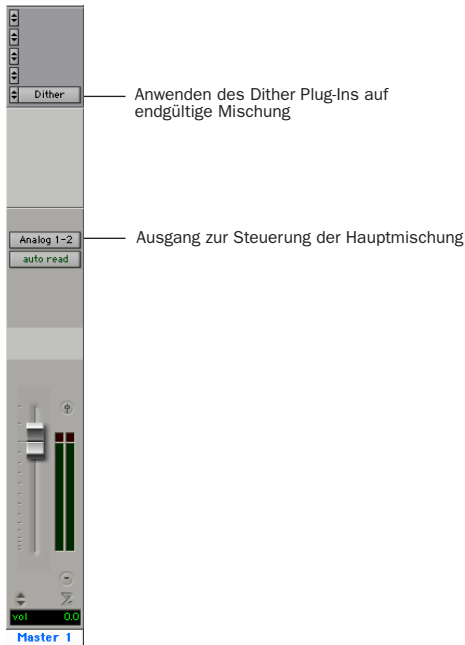 Dither
Anwenden des Dither Plug-Ins auf
endgültige Mischung
Analog 1-2
Ausgang zur Steuerung der Hauptmischung
auto read
vol 0.0
Master 1